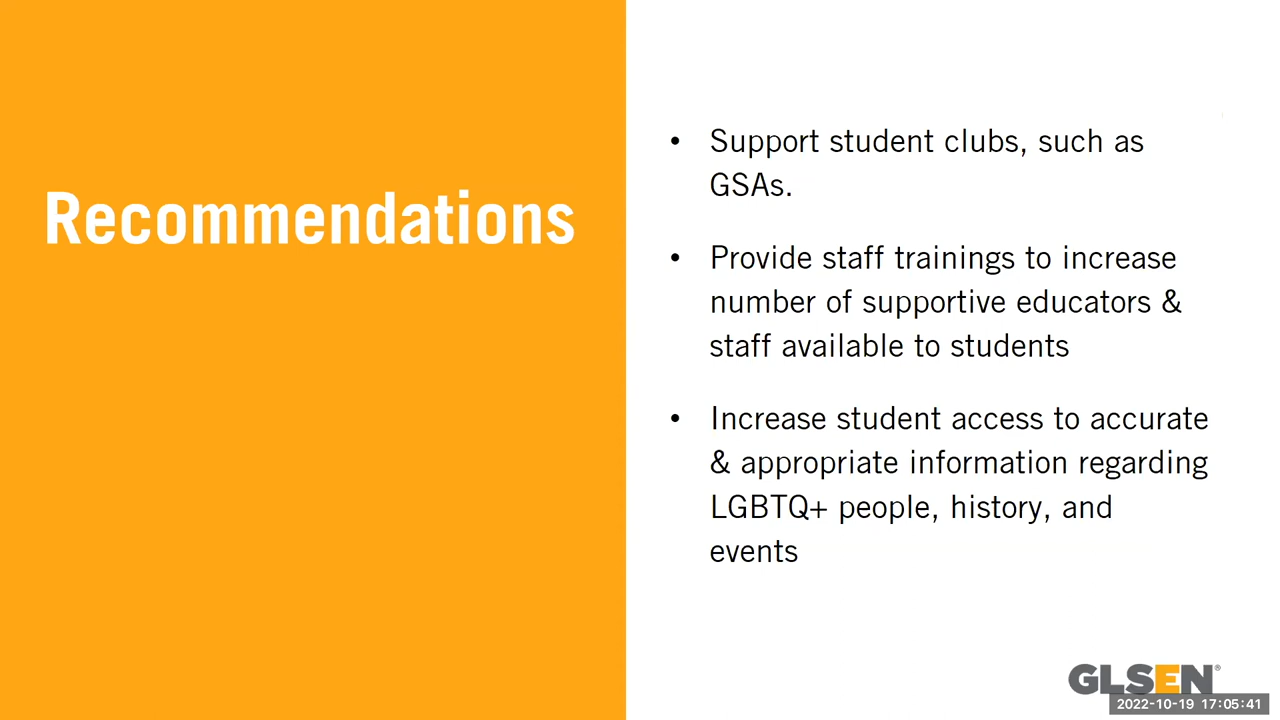 Recommendations
• Support student clubs, such as
GSAs.
• Provide staff trainings to increase
number of supportive educators &
staff available to students
• Increase student access to accurate
& appropriate information regarding
LGBTQ+ people, history, and
events
GLSEN®
2022-10-19 17:05:41